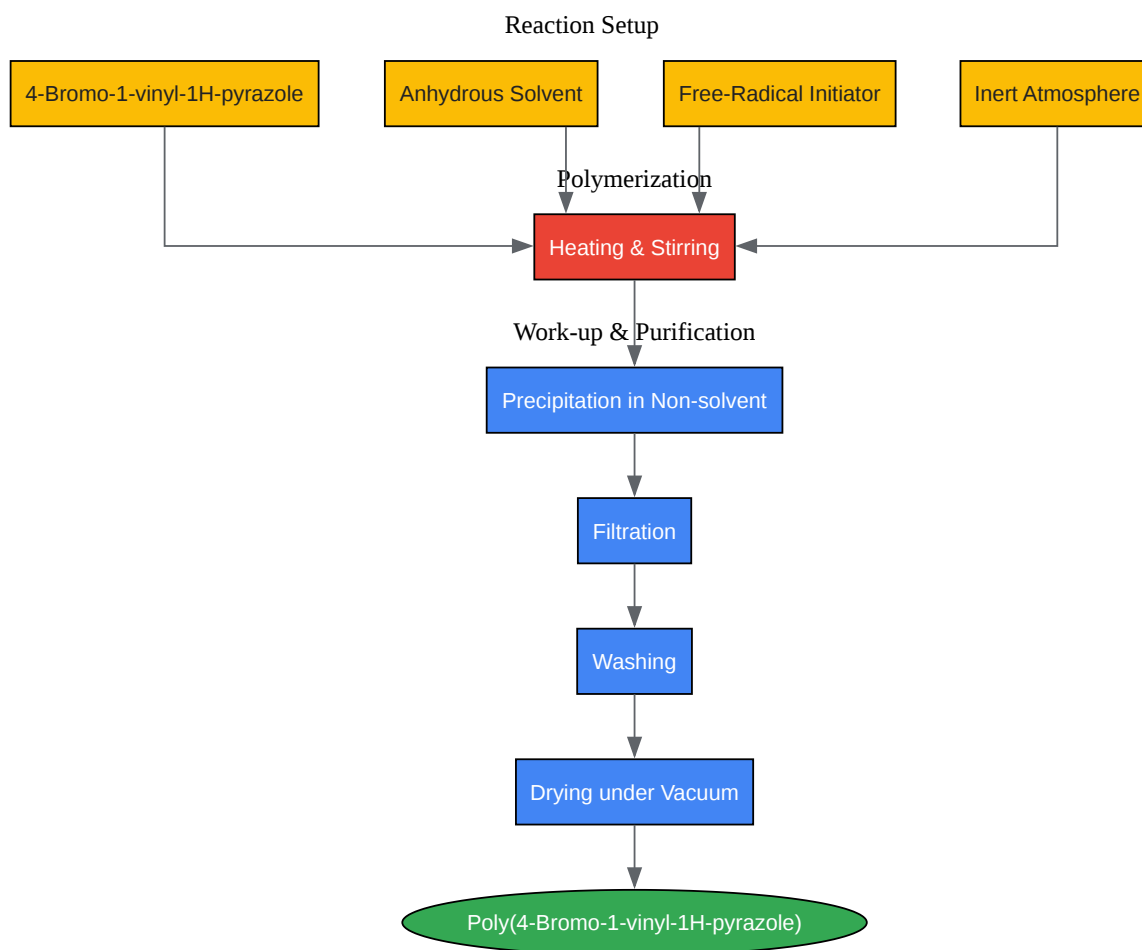 Reaction Setup
4-Bromo-1-vinyl-1H-pyrazole
Anhydrous Solvent
Free-Radical Initiator
Inert Atmosphere
Polymerization
Heating & Stirring
Work-up & Purification
Precipitation in Non-solvent
Filtration
Washing
Drying under Vacuum
Poly(4-Bromo-1-vinyl-1H-pyrazole)